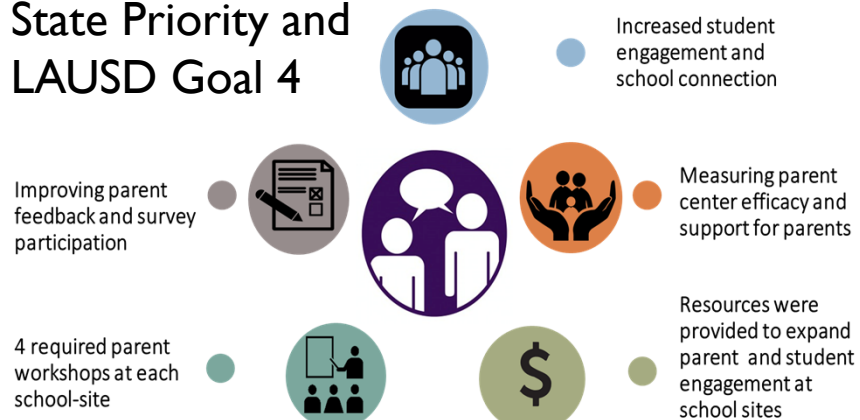 State Priority and
LAUSD Goal 4
Increased student
engagement and
school connection
Improving parent
feedback and survey
participation
Measuring parent
center efficacy and
support for parents
4 required parent
workshops at each
school-site
$
Resources were
provided to expand
parent and student
engagement at
school sites